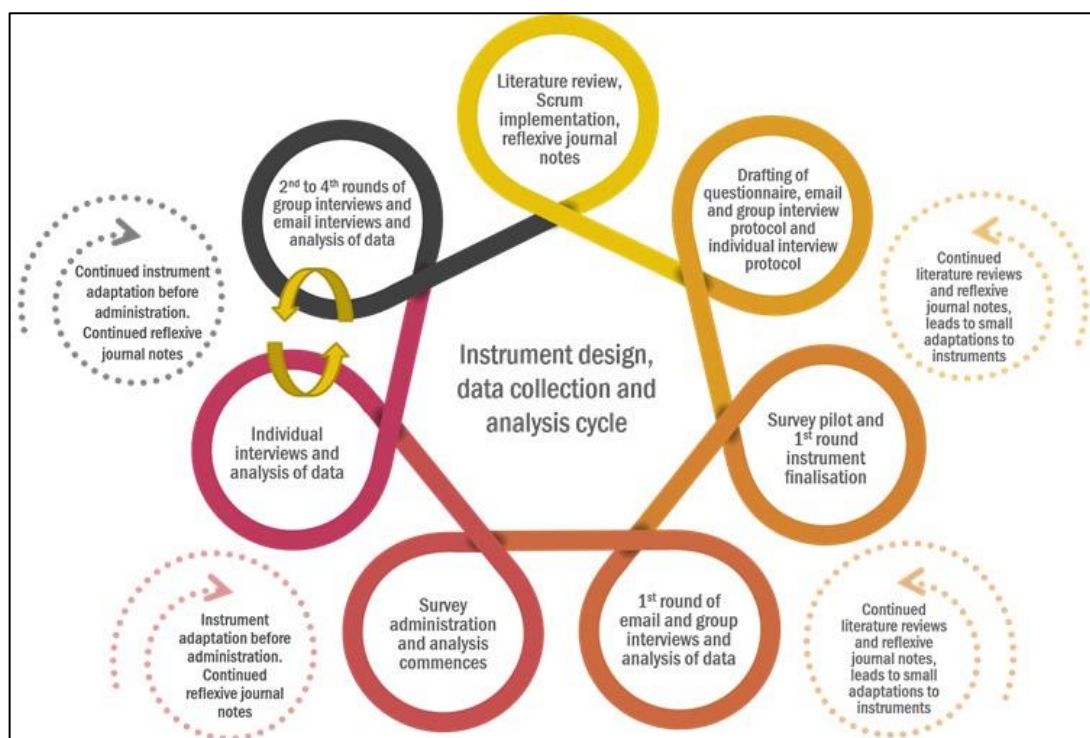 Literature review,
Scrum
implementation,
reflexive journal
notes
Drafting of
questionnaire, email
and group interview
protocol and
individual interview
protocol
Continued
literature reviews
and reflexive
journal notes,
leads to small
adaptations to
instruments
Survey pilot and
1st round
instrument
finalisation
Continued
literature reviews
and reflexive
journal notes,
leads to small
adaptations to
instruments
1st round of
email and group
interviews and
analysis of data
Survey
administration
and analysis
commences
Instrument
adaptation before
administration.
Continued
reflexive journal
notes
Individual
interviews and
analysis of data
Continued instrument
adaptation before
administration.
Continued reflexive
journal notes
2nd to 4th rounds of
group interviews and
email interviews and
analysis of data
Instrument design,
data collection and
analysis cycle